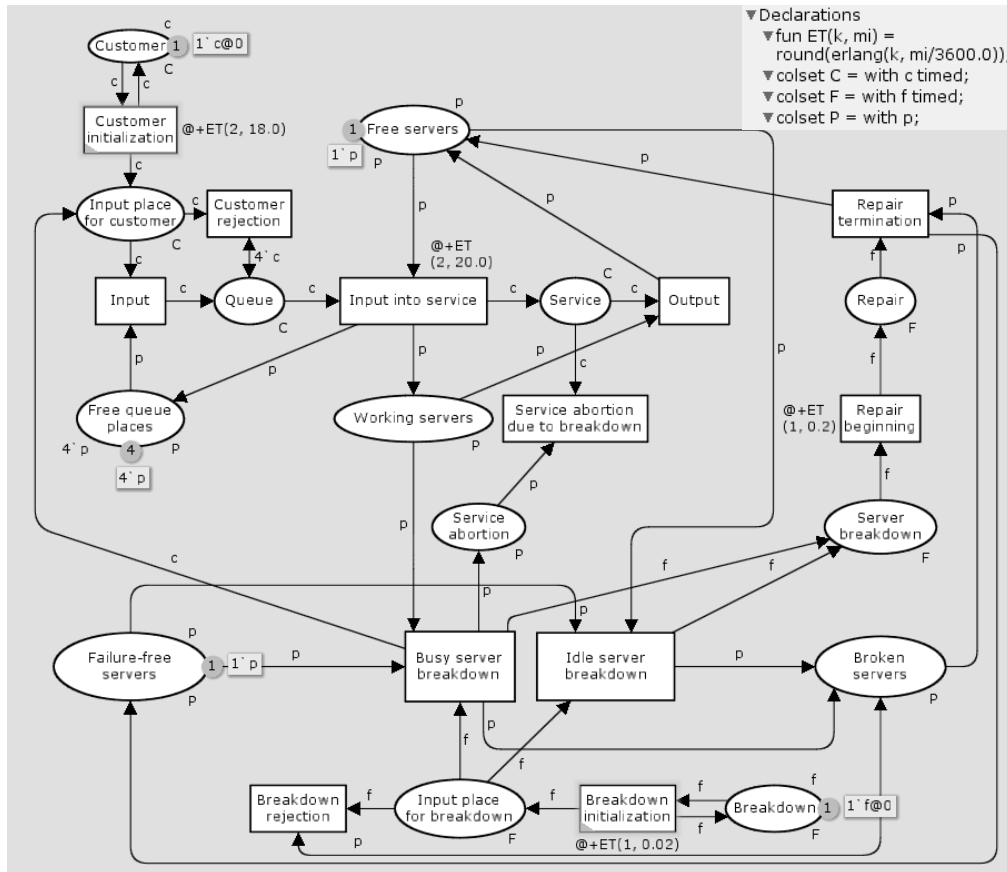 Declarations
fun ET(k, mi) =
round(erlang(k, mi/3600.0));
colset C = with c timed;
colset F = with f timed;
colset P = with p;
c
Customer
1
1`c@0
C
c
c
Customer
initialization
@+ET(2, 18.0)
c
p
Free servers
1
1`p
P
p
Input place
for customer
C
c
Customer
rejection
p
p
Repair
termination
p
p
c
4`c
p
@+ET
(2, 20.0)
f
Input
c
Queue
C
c
Input into service
c
Service
C
c
Output
Repair
F
p
p
p
p
c
p
f
Free queue
places
4`p
4
P
4`p
Working servers
P
Service abortion
due to breakdown
@+ET
(1, 0.2)
Repair
beginning
p
f
p
Service
abortion
P
Server
breakdown
F
c
p
f
f
p
p
Failure-free
servers
1
1`p
P
p
Busy server
breakdown
Idle server
breakdown
p
Broken
servers
P
f
p
f
Breakdown
rejection
f
Input place
for breakdown
F
f
Breakdown
initialization
f
f
f
Breakdown
1
1`f@0
F
p
@+ET(1, 0.02)